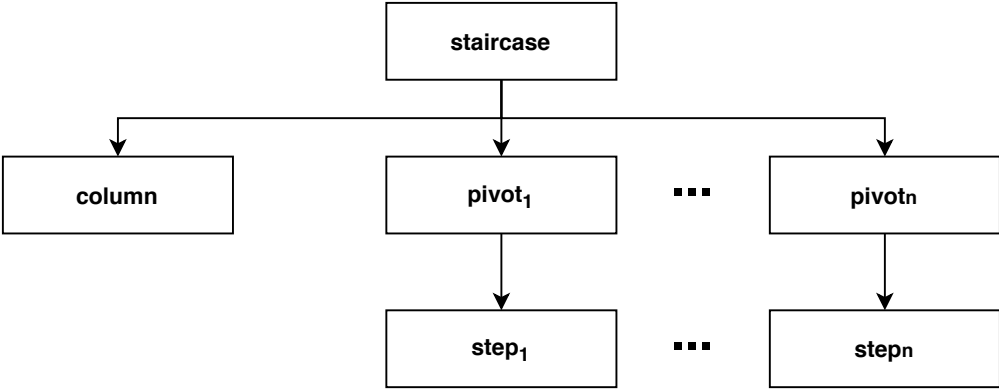 staircase
column
pivot₁
...
pivotn
step₁
...
stepn